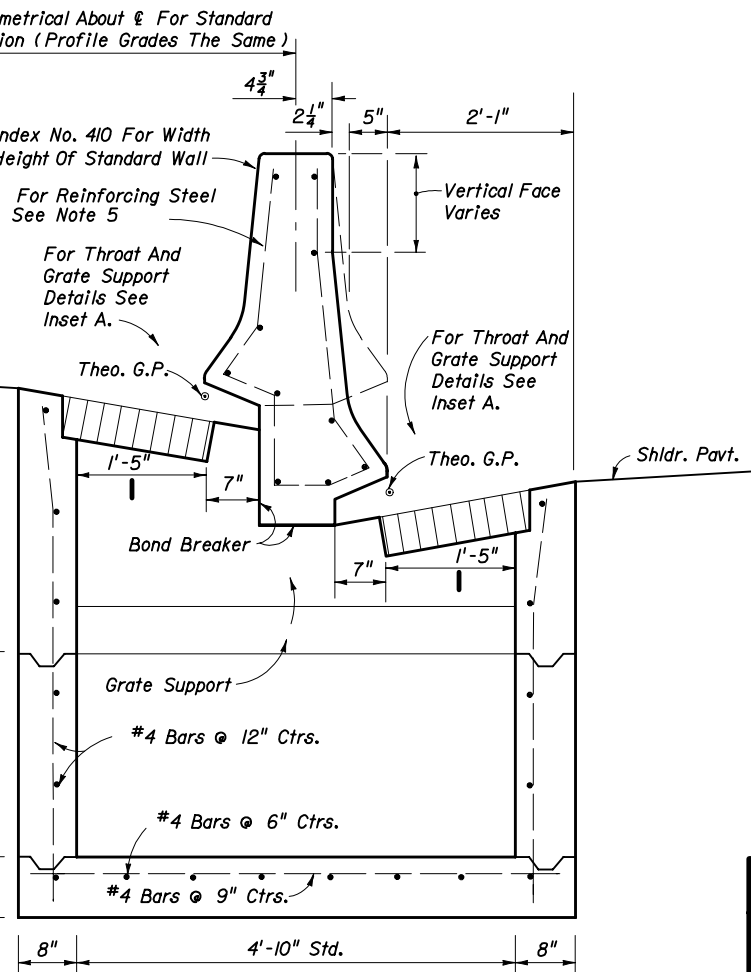 metrical About ℄ For Standard
ion (Profile Grades The Same)
4 3/4"
2 1/4"
5"
2'-1"
ndex No. 410 For Width
Height Of Standard Wall
Vertical Face
Varies
For Reinforcing Steel
See Note 5
For Throat And
Grate Support
Details See
Inset A.
For Throat And
Grate Support
Details See
Inset A.
Theo. G.P.
Theo. G.P.
Shldr. Pavt.
1'-5"
7"
Bond Breaker
7"
1'-5"
Grate Support
#4 Bars @ 12" Ctrs.
#4 Bars @ 6" Ctrs.
#4 Bars @ 9" Ctrs.
8"
4'-10" Std.
8"